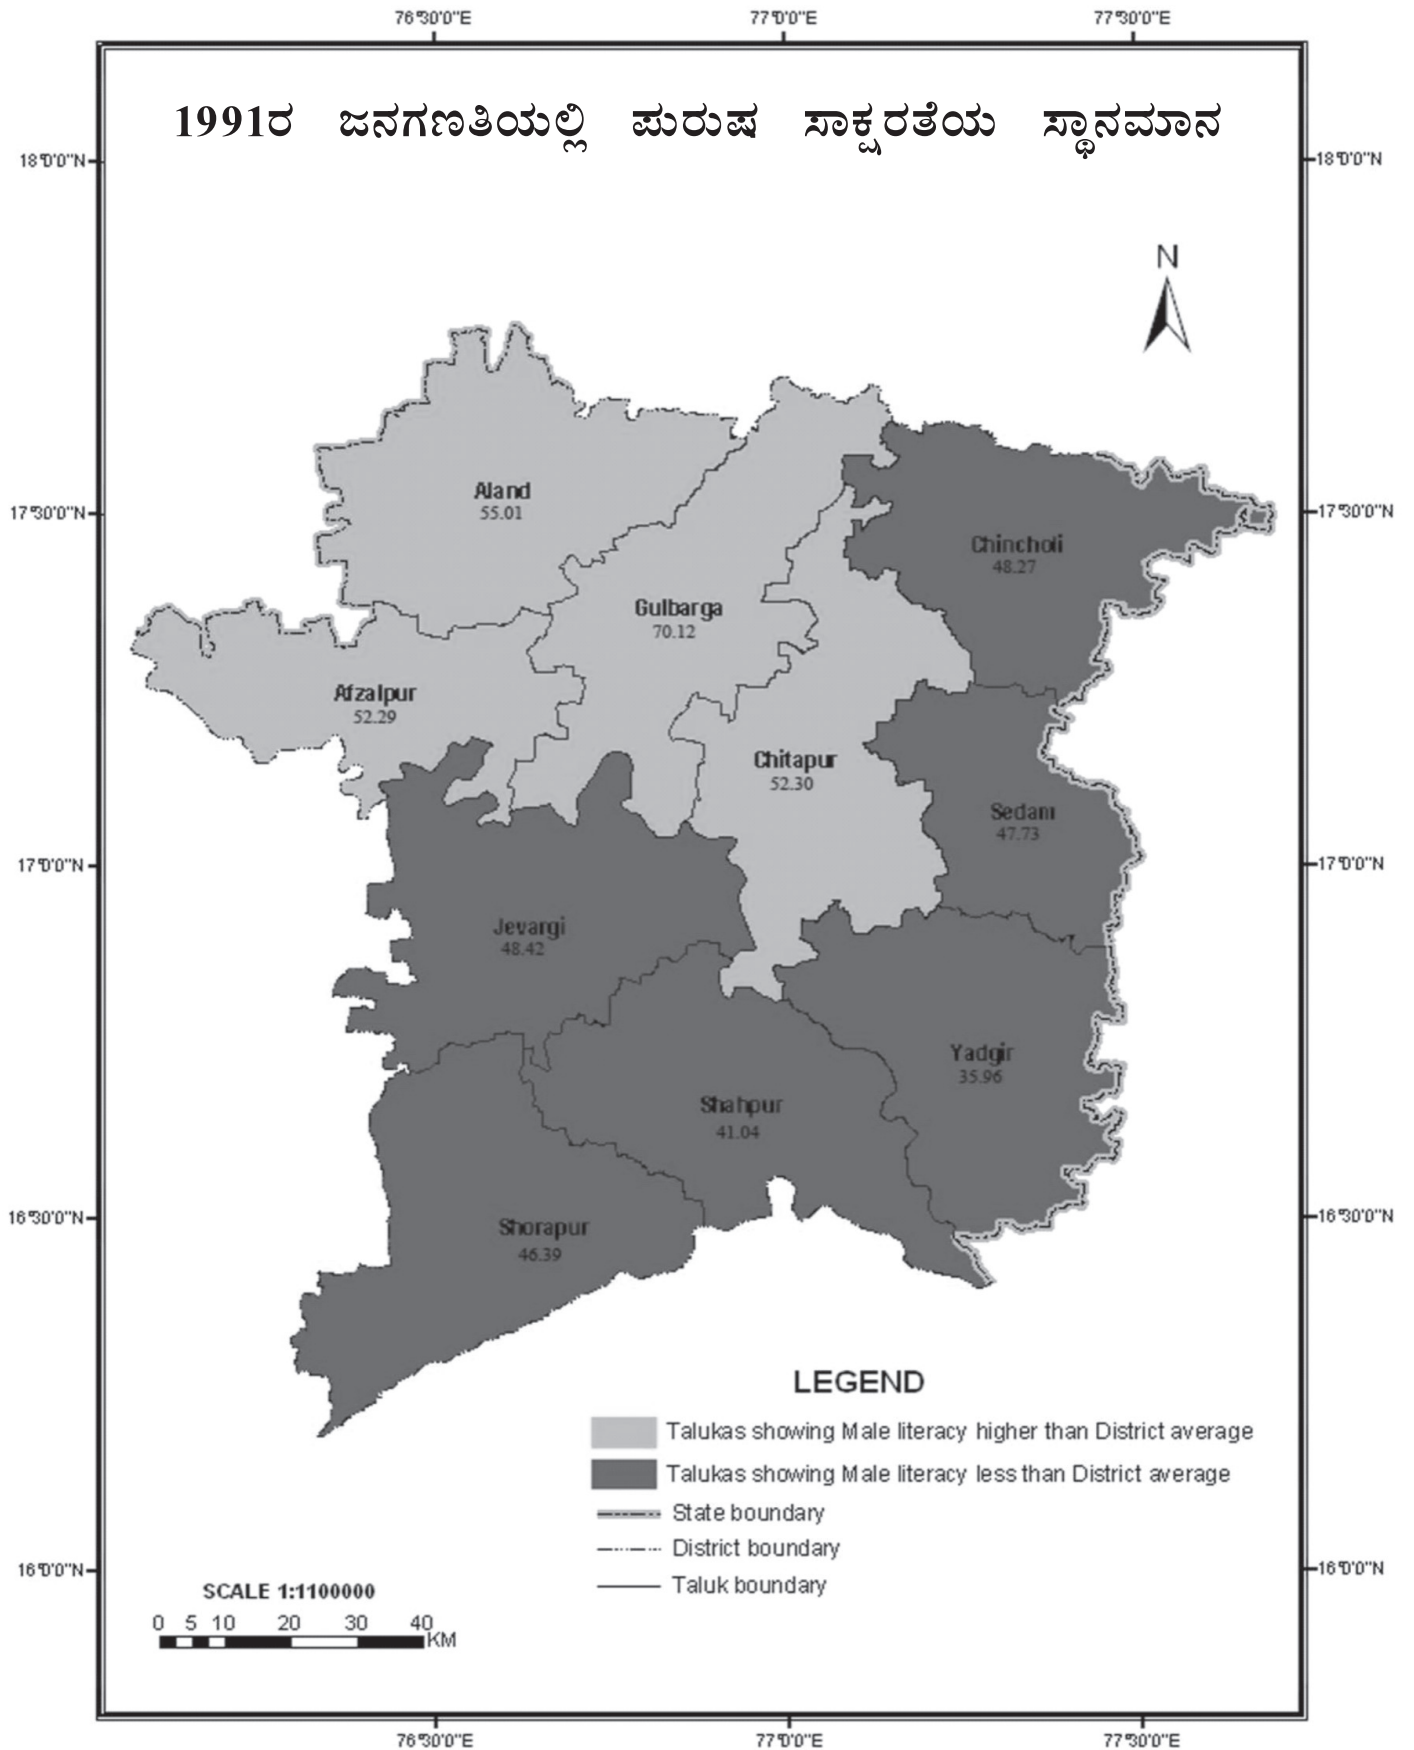 76°30'0"E 77°0'0"E 77°30'0"E
1991ರ ಜನಗಣತಿಯಲ್ಲಿ ಪುರುಷ ಸಾಕ್ಷರತೆಯ ಸ್ಥಾನಮಾನ
18°0'0"N 18°0'0"N
N
Aland
55.01
17°30'0"N 17°30'0"N
Chincholi
48.27
Gulbarga
70.12
Afzalpur
52.29
Chitapur
52.30
Sedam
47.73
17°0'0"N 17°0'0"N
Jevargi
48.42
Yadgir
35.96
Shahpur
41.04
16°30'0"N 16°30'0"N
Shorapur
46.39
LEGEND
Talukas showing Male literacy higher than District average
Talukas showing Male literacy less than District average
State boundary
District boundary
Taluk boundary
16°0'0"N 16°0'0"N
SCALE 1:1100000
0 5 10 20 30 40
KM
76°30'0"E 77°0'0"E 77°30'0"E